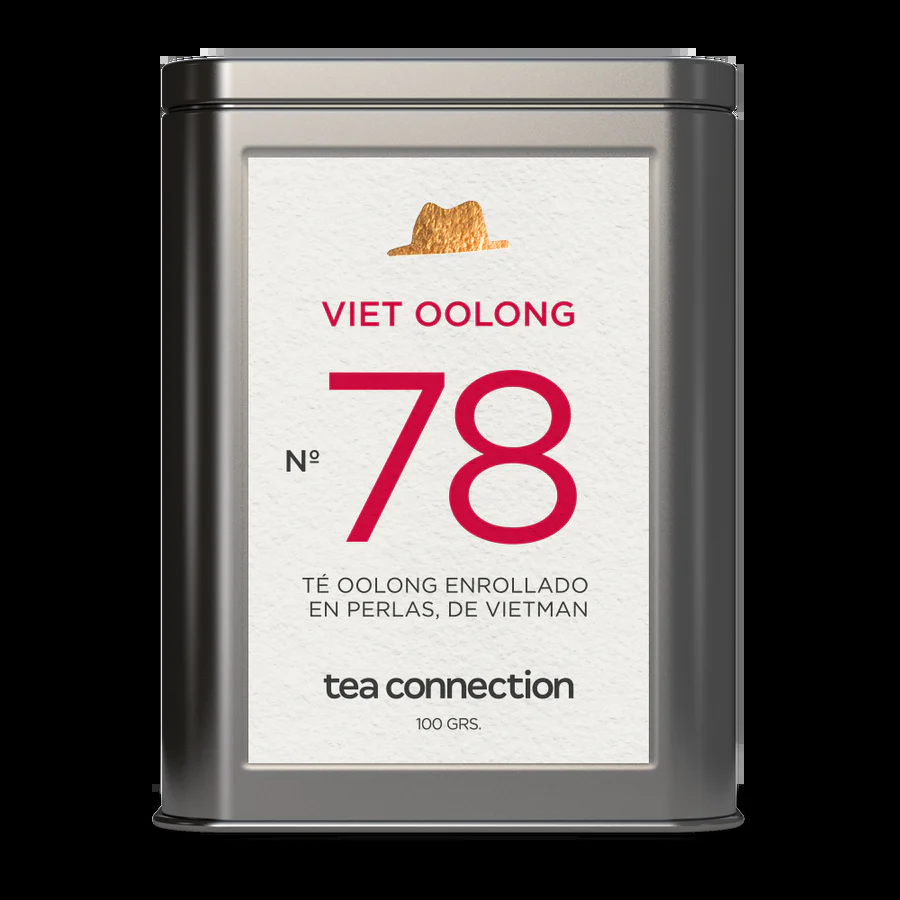 VIET OOLONG
Nº 78
TÉ OOLONG ENROLLADO
EN PERLAS, DE VIETMAN
tea connection
100 GRS.